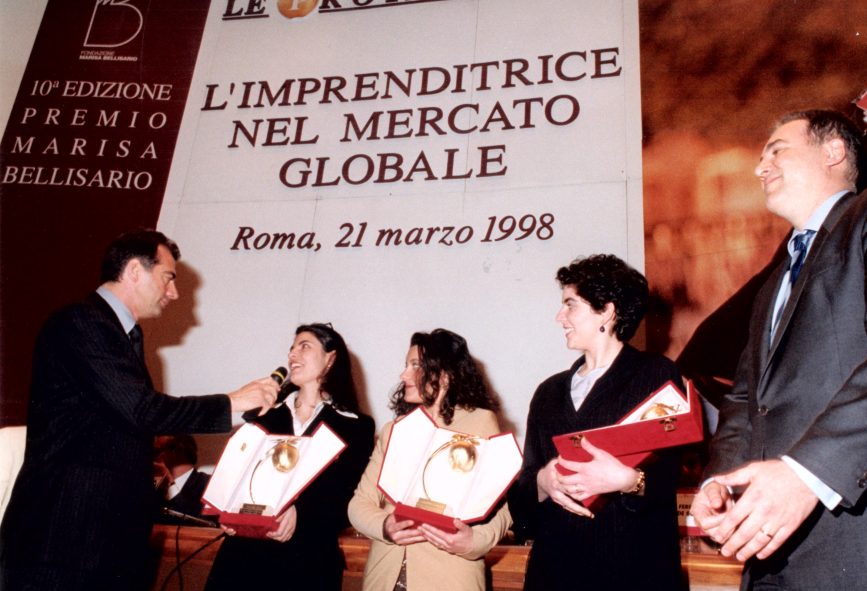 FONDAZIONE
MARISA BELLISARIO
10ª EDIZIONE
PREMIO
MARISA
BELLISARIO
L'IMPRENDITRICE
NEL MERCATO
GLOBALE
Roma, 21 marzo 1998